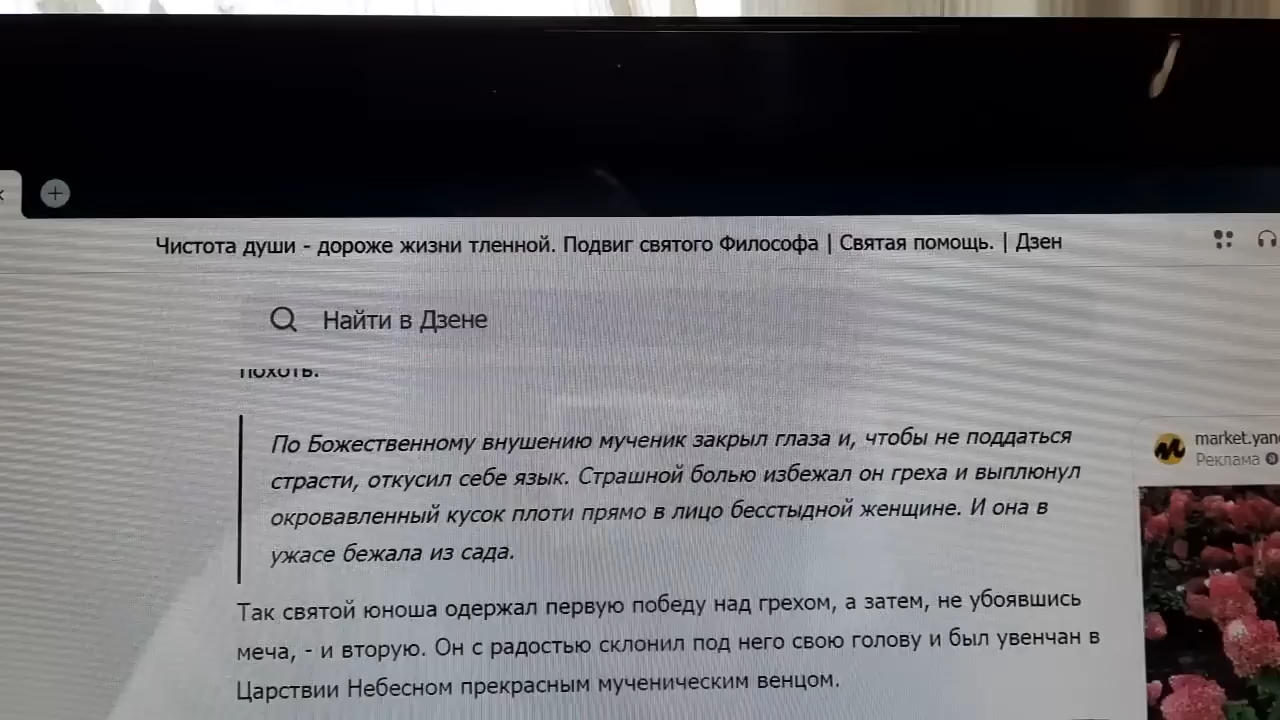 Чистота души - дороже жизни тленной. Подвиг святого Философа | Святая помощь. | Дзен
Найти в Дзене
похоть.
По Божественному внушению мученик закрыл глаза и, чтобы не поддаться
страсти, откусил себе язык. Страшной болью избежал он греха и выплюнул
окровавленный кусок плоти прямо в лицо бесстыдной женщине. И она в
ужасе бежала из сада.
Так святой юноша одержал первую победу над грехом, а затем, не убоявшись
меча, - и вторую. Он с радостью склонил под него свою голову и был увенчан в
Царствии Небесном прекрасным мученическим венцом.
market.yan
Реклама